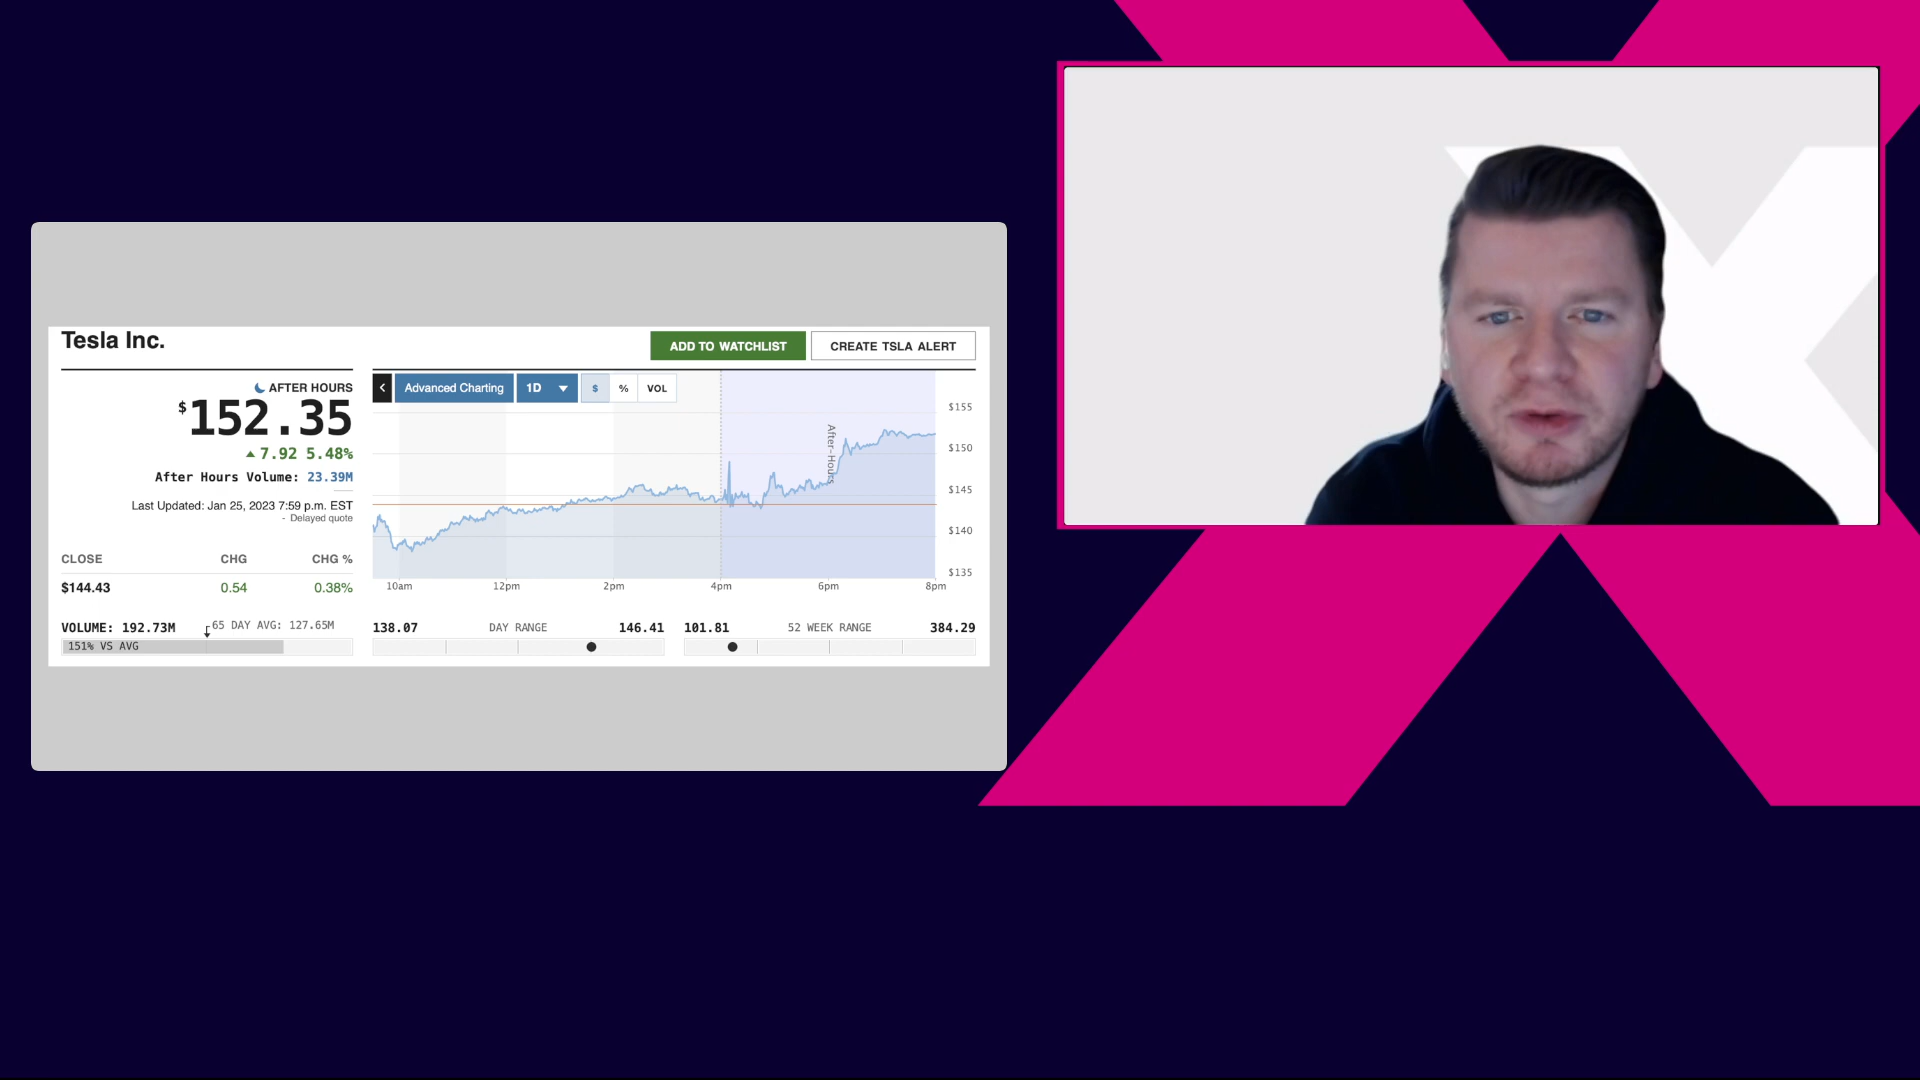 Tesla Inc.
ADD TO WATCHLIST
CREATE TSLA ALERT
AFTER HOURS
$152.35
7.92 5.48%
After Hours Volume: 23.39M
Last Updated: Jan 25, 2023 7:59 p.m. EST
- Delayed quote
CLOSE CHG CHG %
$144.43 0.54 0.38%
VOLUME: 192.73M
65 DAY AVG: 127.65M
151% VS AVG
Advanced Charting 1D $ % VOL
After-Hours
$155
$150
$145
$140
$135
10am 12pm 2pm 4pm 6pm 8pm
138.07 DAY RANGE 146.41
101.81 52 WEEK RANGE 384.29